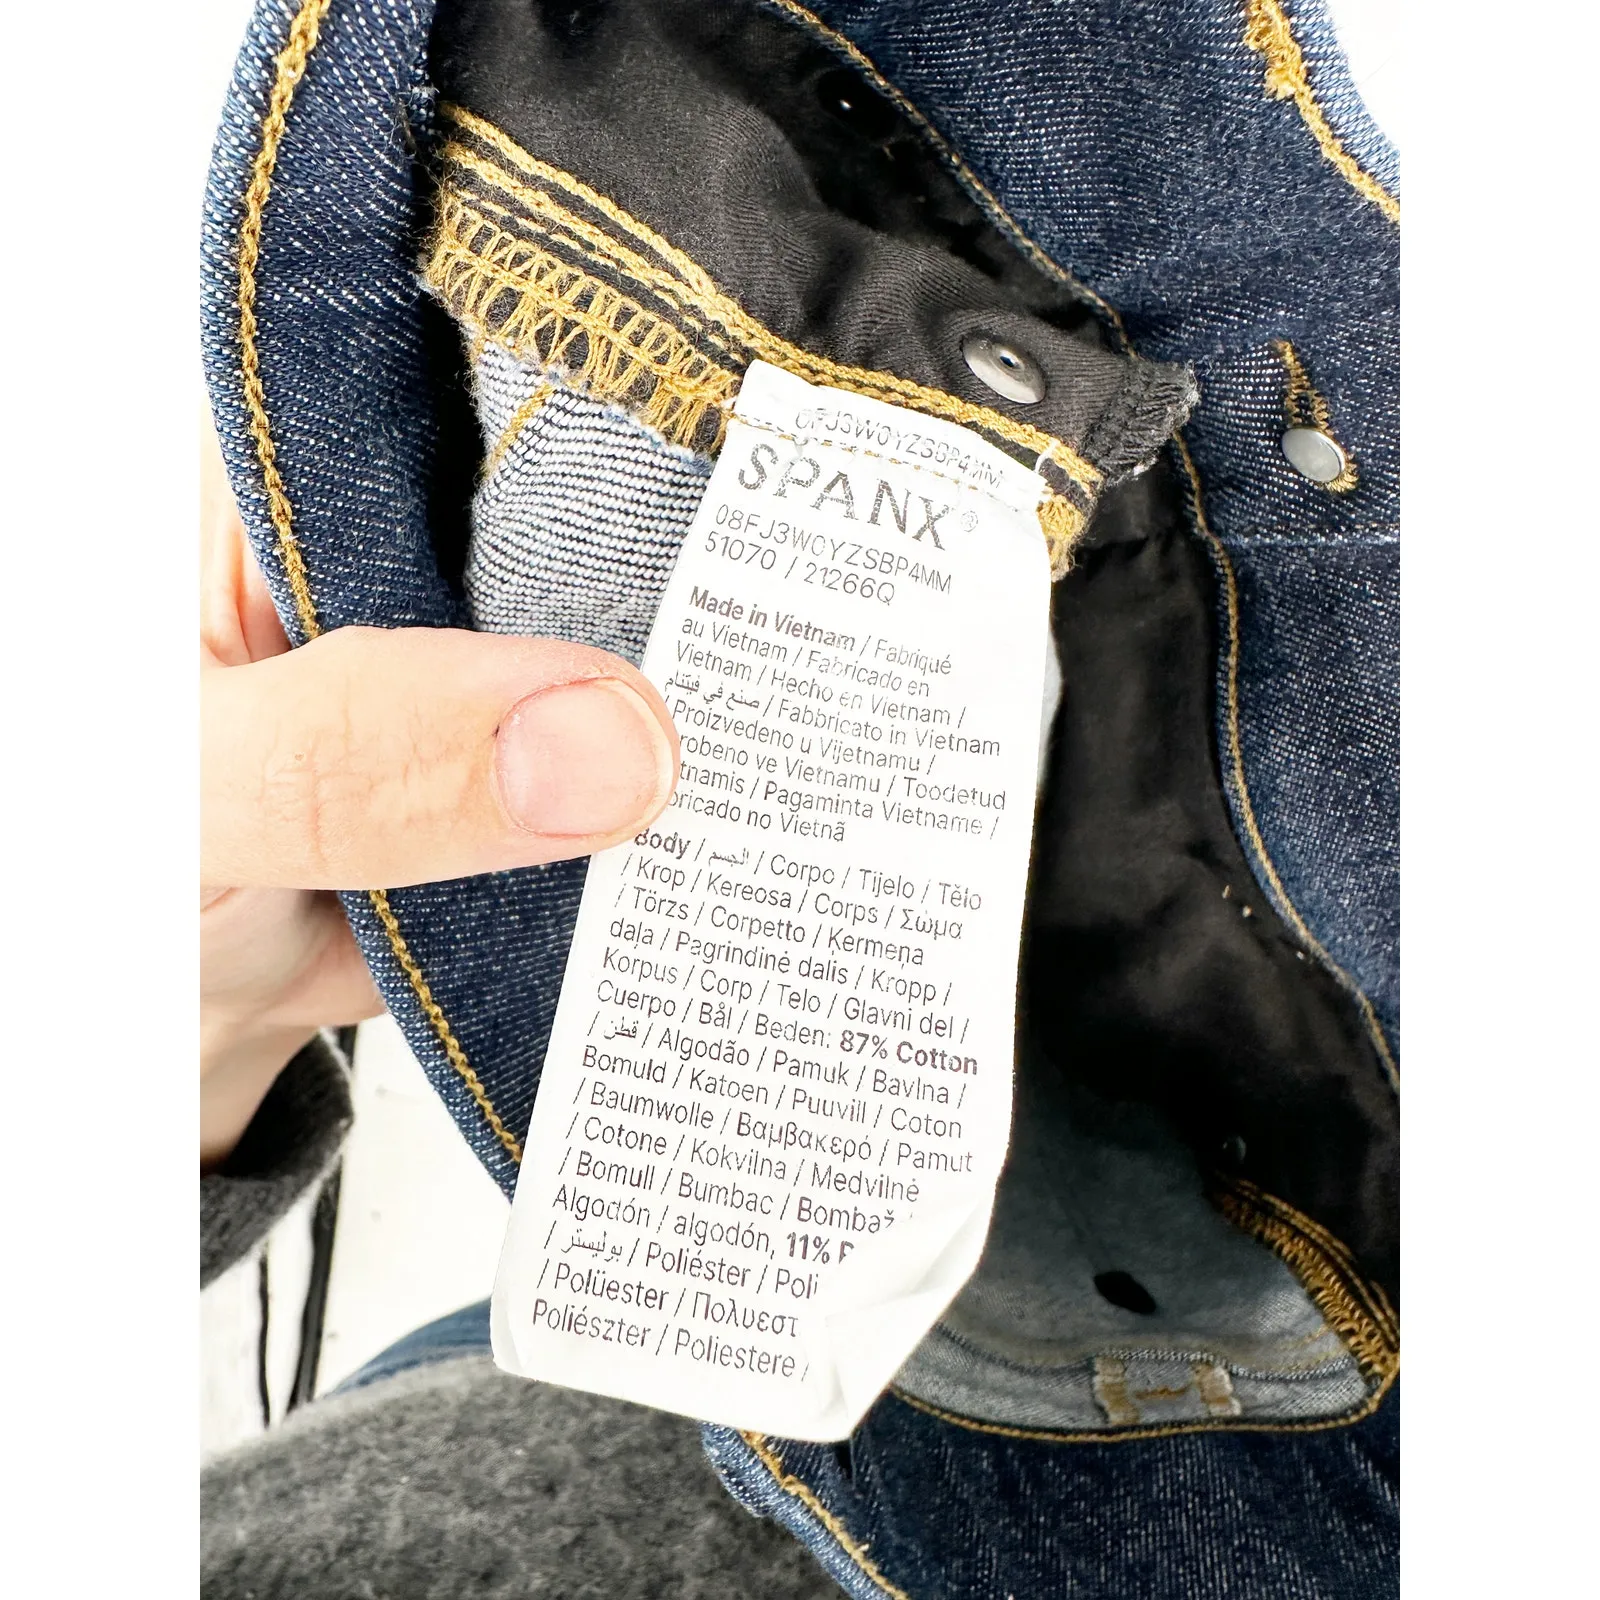 08FJ3W0YZSBP4MM
SPANX®
08FJ3W0YZSBP4MM
51070 / 21266Q
Made in Vietnam / Fabriqué
au Vietnam / Fabricado en
Vietnam / Hecho en Vietnam /
صنع في فيتنام / Fabbricato in Vietnam
/ Proizvedeno u Vijetnamu /
robeno ve Vietnamu / Toodetud
tnamis / Pagaminta Vietname /
bricado no Vietnã
Body / الجسم / Corpo / Tijelo / Tělo
/ Krop / Kereosa / Corps / Σώμα
/ Törzs / Corpetto / Ķermeņa
daļa / Pagrindinė dalis / Kropp /
Korpus / Corp / Telo / Glavni del /
Cuerpo / Bål / Beden: 87% Cotton
/ قطن / Algodão / Pamuk / Bavlna /
Bomuld / Katoen / Puuvill / Coton
/ Baumwolle / Βαμβακερό / Pamut
/ Cotone / Kokvilna / Medvilnė
/ Bomull / Bumbac / Bombaž /
Algodón / algodón, 11%
/ بوليستر / Poliéster / Poli
/ Polüester / Πολυεστ
Poliészter / Poliestere /